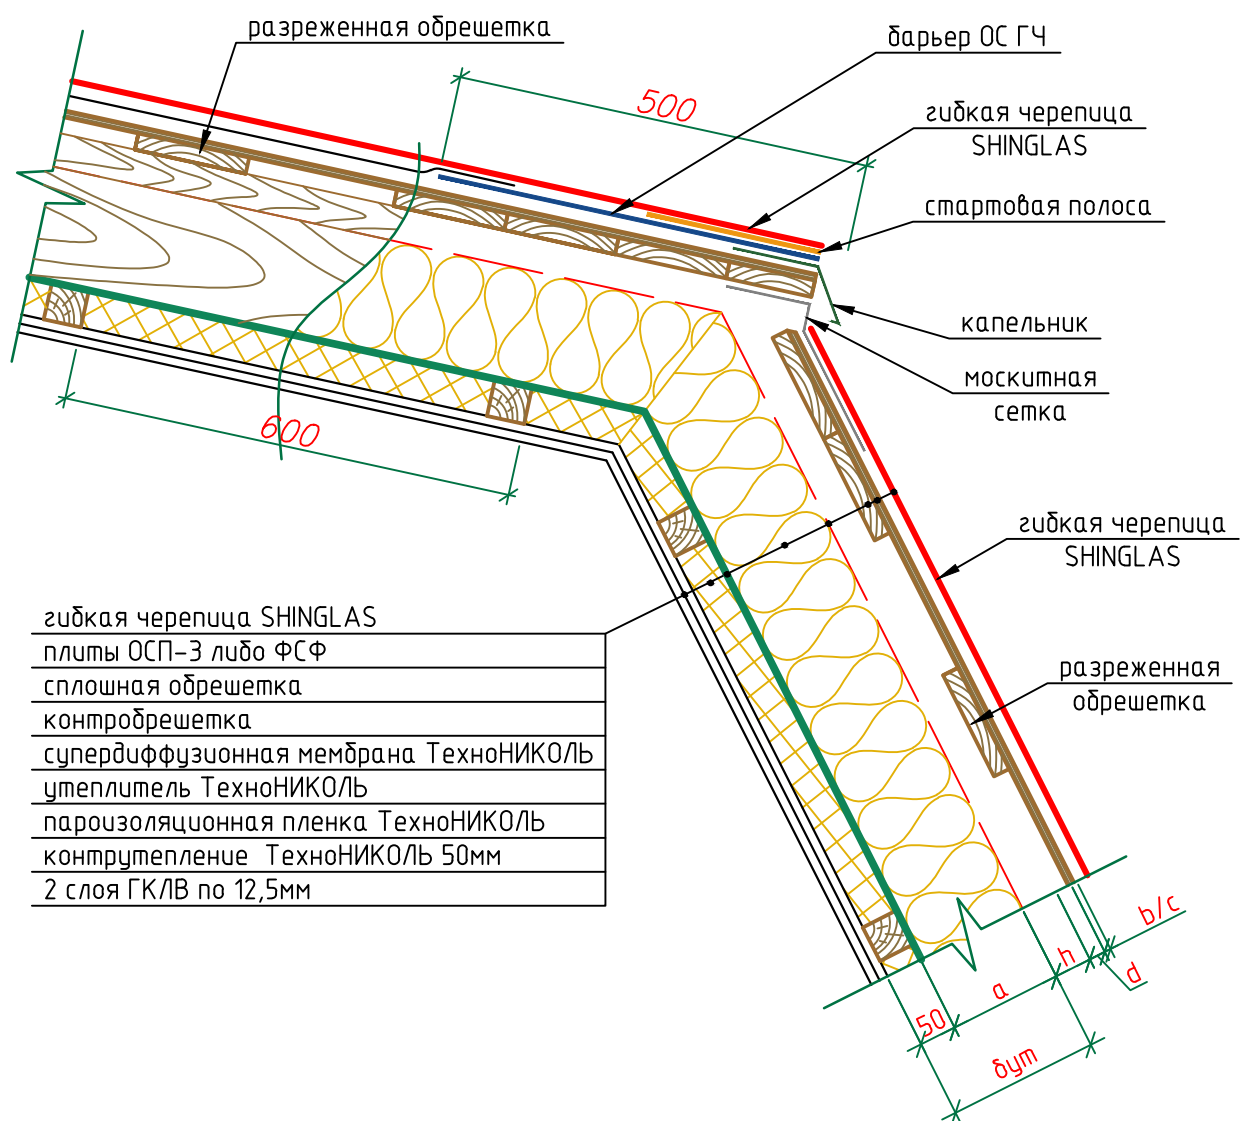 разреженная обрешетка
барьер ОС ГЧ
500
гибкая черепица
SHINGLAS
стартовая полоса
капельник
москитная
сетка
600
гибкая черепица
SHINGLAS
гибкая черепица SHINGLAS
плиты ОСП-3 либо ФСФ
сплошная обрешетка
контробрешетка
супердиффузионная мембрана ТехноНИКОЛЬ
утеплитель ТехноНИКОЛЬ
пароизоляционная пленка ТехноНИКОЛЬ
контрутепление ТехноНИКОЛЬ 50мм
2 слоя ГКЛВ по 12,5мм
разреженная
обрешетка
b/c
h
d
a
50
δут